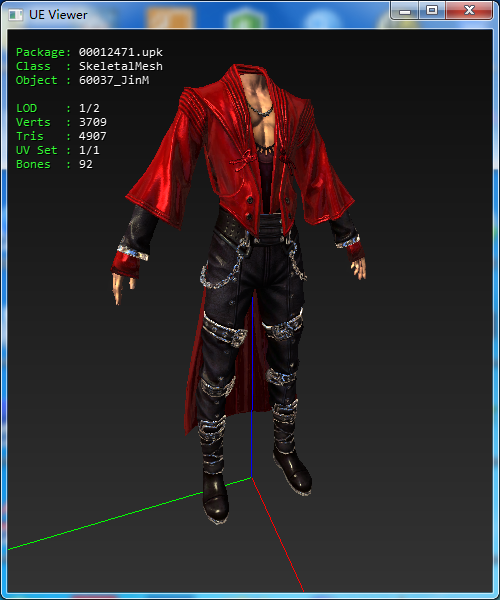 UE Viewer
Package: 00012471.upk
Class : SkeletalMesh
Object : 60037_JinM
LOD : 1/2
Verts : 3709
Tris : 4907
UV Set : 1/1
Bones : 92